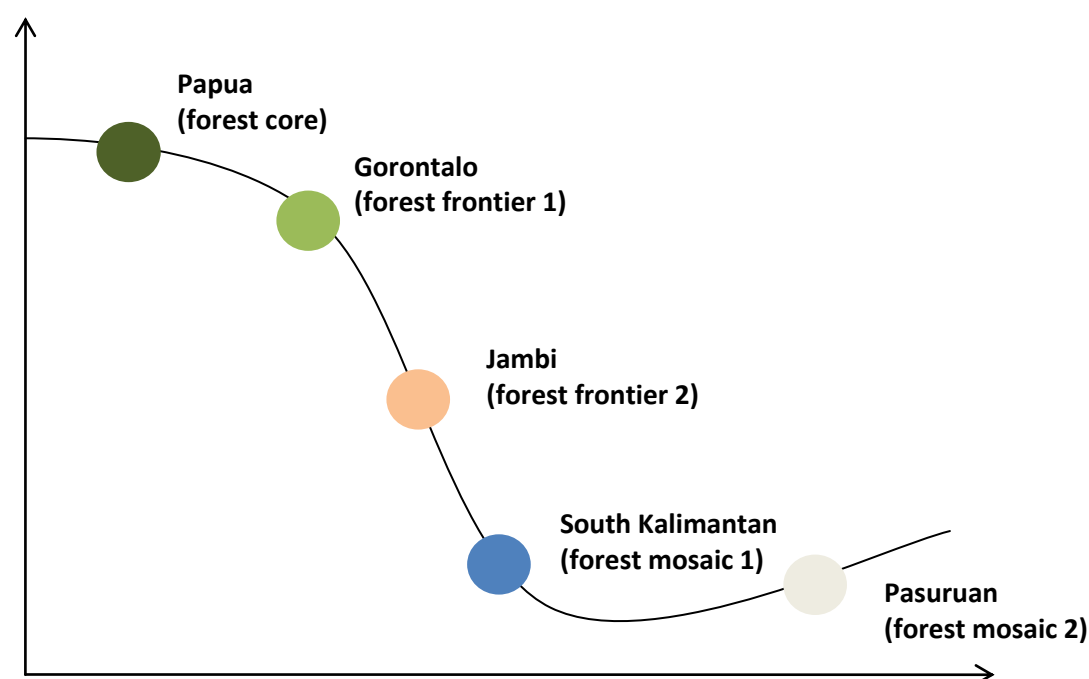 Papua
(forest core)
Gorontalo
(forest frontier 1)
Jambi
(forest frontier 2)
South Kalimantan
(forest mosaic 1)
Pasuruan
(forest mosaic 2)